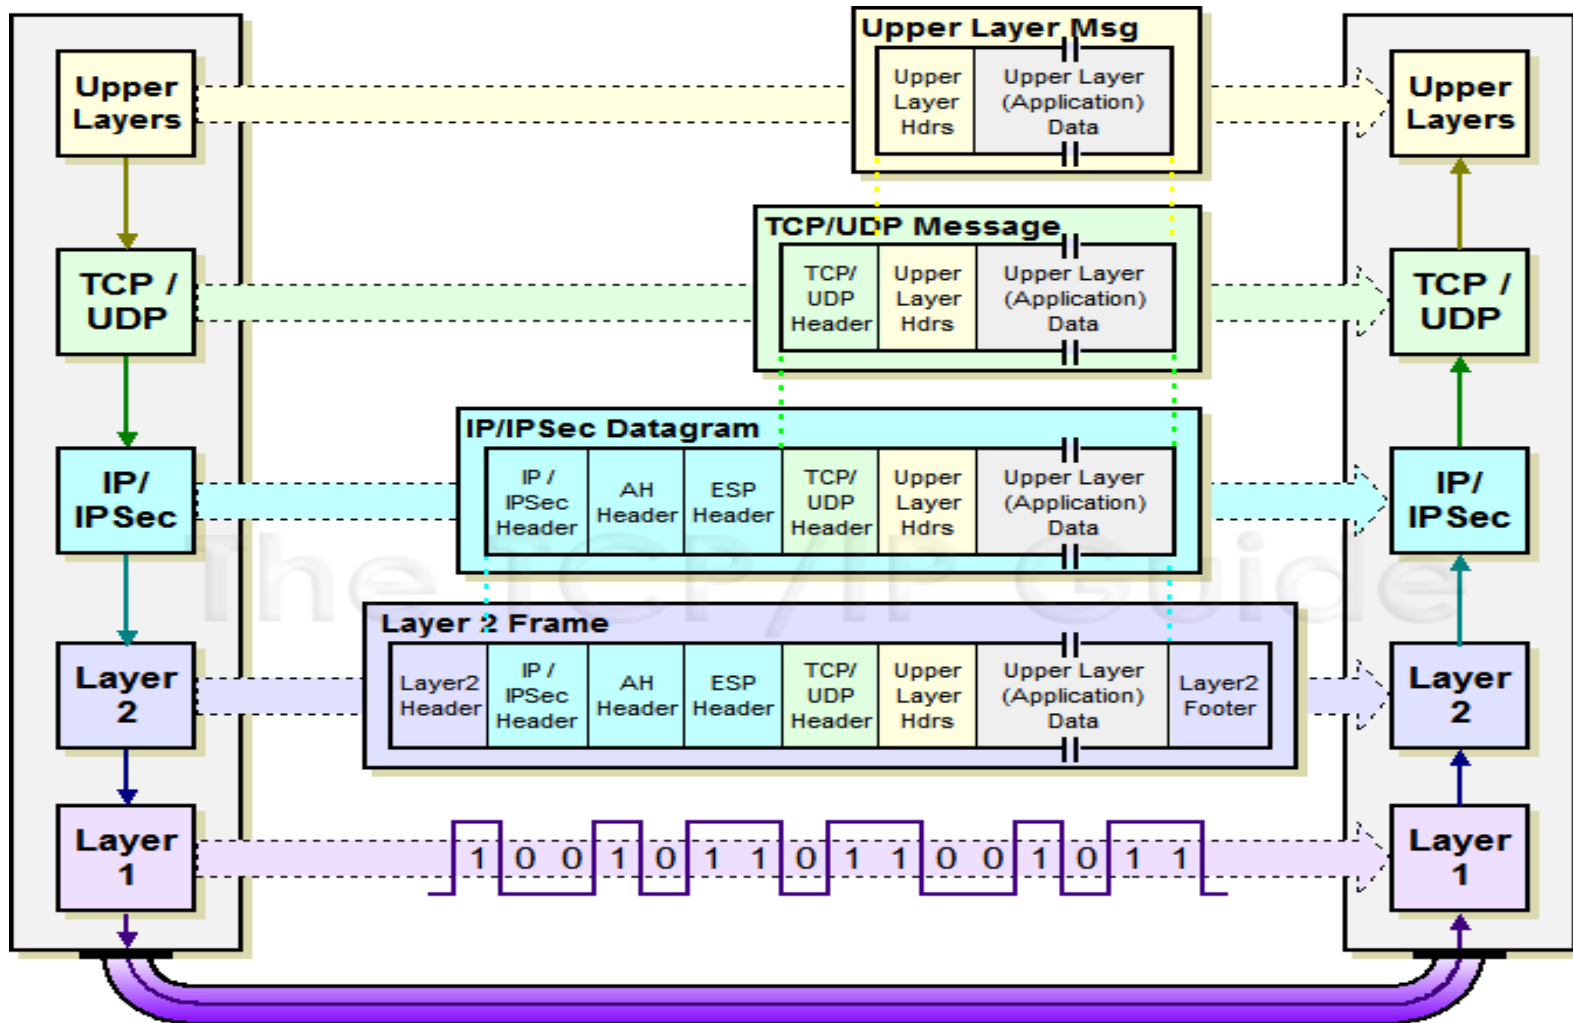 Upper Layer Msg
Upper
Layers
Upper
Layer
Hdrs
Upper Layer
(Application)
Data
Upper
Layers
TCP/UDP Message
TCP /
UDP
TCP/
UDP
Header
Upper
Layer
Hdrs
Upper Layer
(Application)
Data
TCP /
UDP
IP/IPSec Datagram
IP/
IPSec
IP /
IPSec
Header
AH
Header
ESP
Header
TCP/
UDP
Header
Upper
Layer
Hdrs
Upper Layer
(Application)
Data
IP/
IPSec
The TCP/IP Guide
Layer 2 Frame
Layer
2
Layer2
Header
IP /
IPSec
Header
AH
Header
ESP
Header
TCP/
UDP
Header
Upper
Layer
Hdrs
Upper Layer
(Application)
Data
Layer2
Footer
Layer
2
Layer
1
1 0 0 1 0 1 1 0 1 1 0 0 1 0 1 1
Layer
1